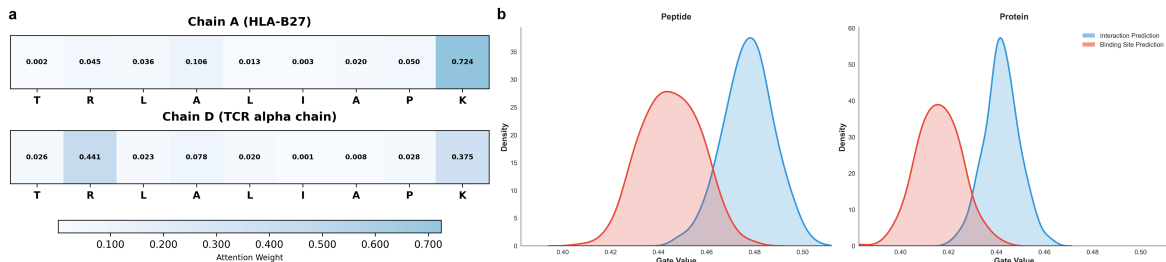 a
Chain A (HLA-B27)
0.002 0.045 0.036 0.106 0.013 0.003 0.020 0.050 0.724
T R L A L I A P K
Chain D (TCR alpha chain)
0.026 0.441 0.023 0.078 0.020 0.001 0.008 0.028 0.375
T R L A L I A P K
0.100 0.200 0.300 0.400 0.500 0.600 0.700
Attention Weight
b
Peptide
Density
35
30
25
20
15
10
5
0
0.40 0.42 0.44 0.46 0.48 0.50
Gate Value
Protein
Interaction Prediction
Binding Site Prediction
Density
60
50
40
30
20
10
0
0.40 0.42 0.44 0.46 0.48 0.50
Gate Value